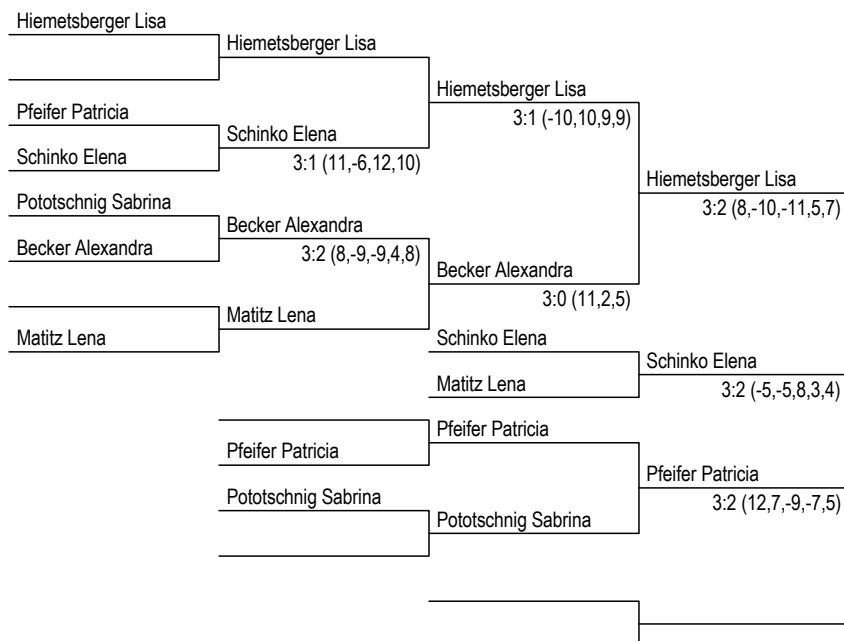 Hiemetsberger Lisa
Hiemetsberger Lisa
Hiemetsberger Lisa
Pfeifer Patricia
3:1 (-10,10,9,9)
Schinko Elena
Schinko Elena
3:1 (11,-6,12,10)
Hiemetsberger Lisa
Pototschnig Sabrina
3:2 (8,-10,-11,5,7)
Becker Alexandra
Becker Alexandra
3:2 (8,-9,-9,4,8)
Becker Alexandra
3:0 (11,2,5)
Matitz Lena
Matitz Lena
Schinko Elena
Schinko Elena
Matitz Lena
3:2 (-5,-5,8,3,4)
Pfeifer Patricia
Pfeifer Patricia
Pfeifer Patricia
Pototschnig Sabrina
3:2 (12,7,-9,-7,5)
Pototschnig Sabrina